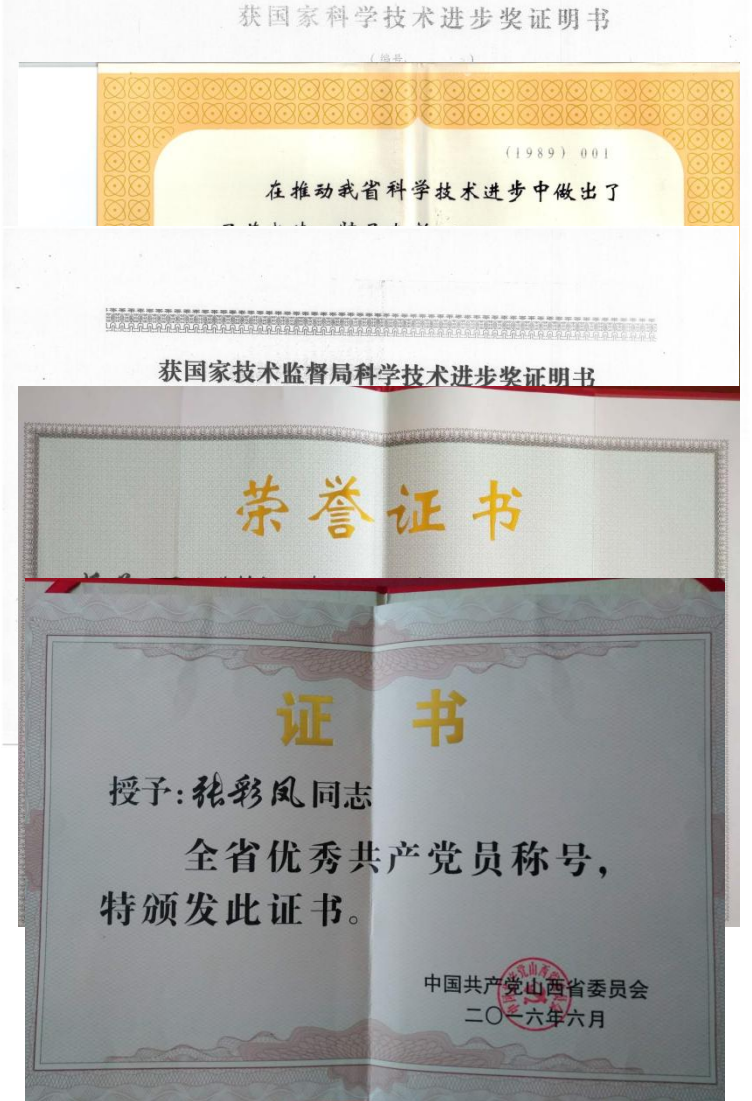 获国家科学技术进步奖证明书
(1989) 001
在推动我省科学技术进步中做出了
获国家技术监督局科学技术进步奖证明书
荣誉证书
证 书
授予:张彩凤同志
全省优秀共产党员称号,
特颁发此证书。
中国共产党山西省委员会
二〇一六年六月